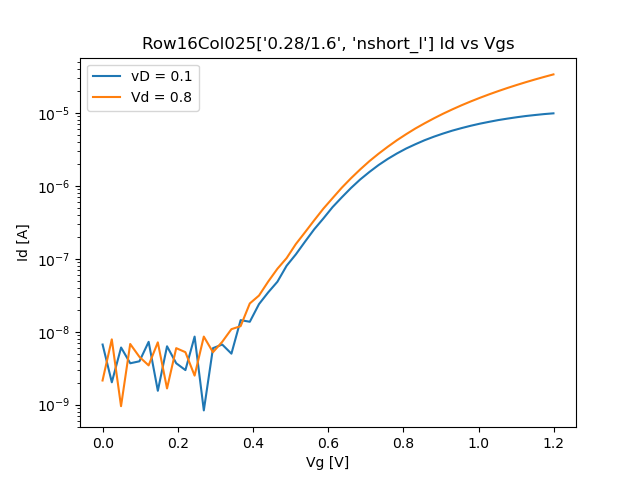 Row16Col025['0.28/1.6', 'nshort_l'] Id vs Vgs
vD = 0.1
Vd = 0.8
Id [A]
10⁻⁵
10⁻⁶
10⁻⁷
10⁻⁸
10⁻⁹
0.0 0.2 0.4 0.6 0.8 1.0 1.2
Vg [V]